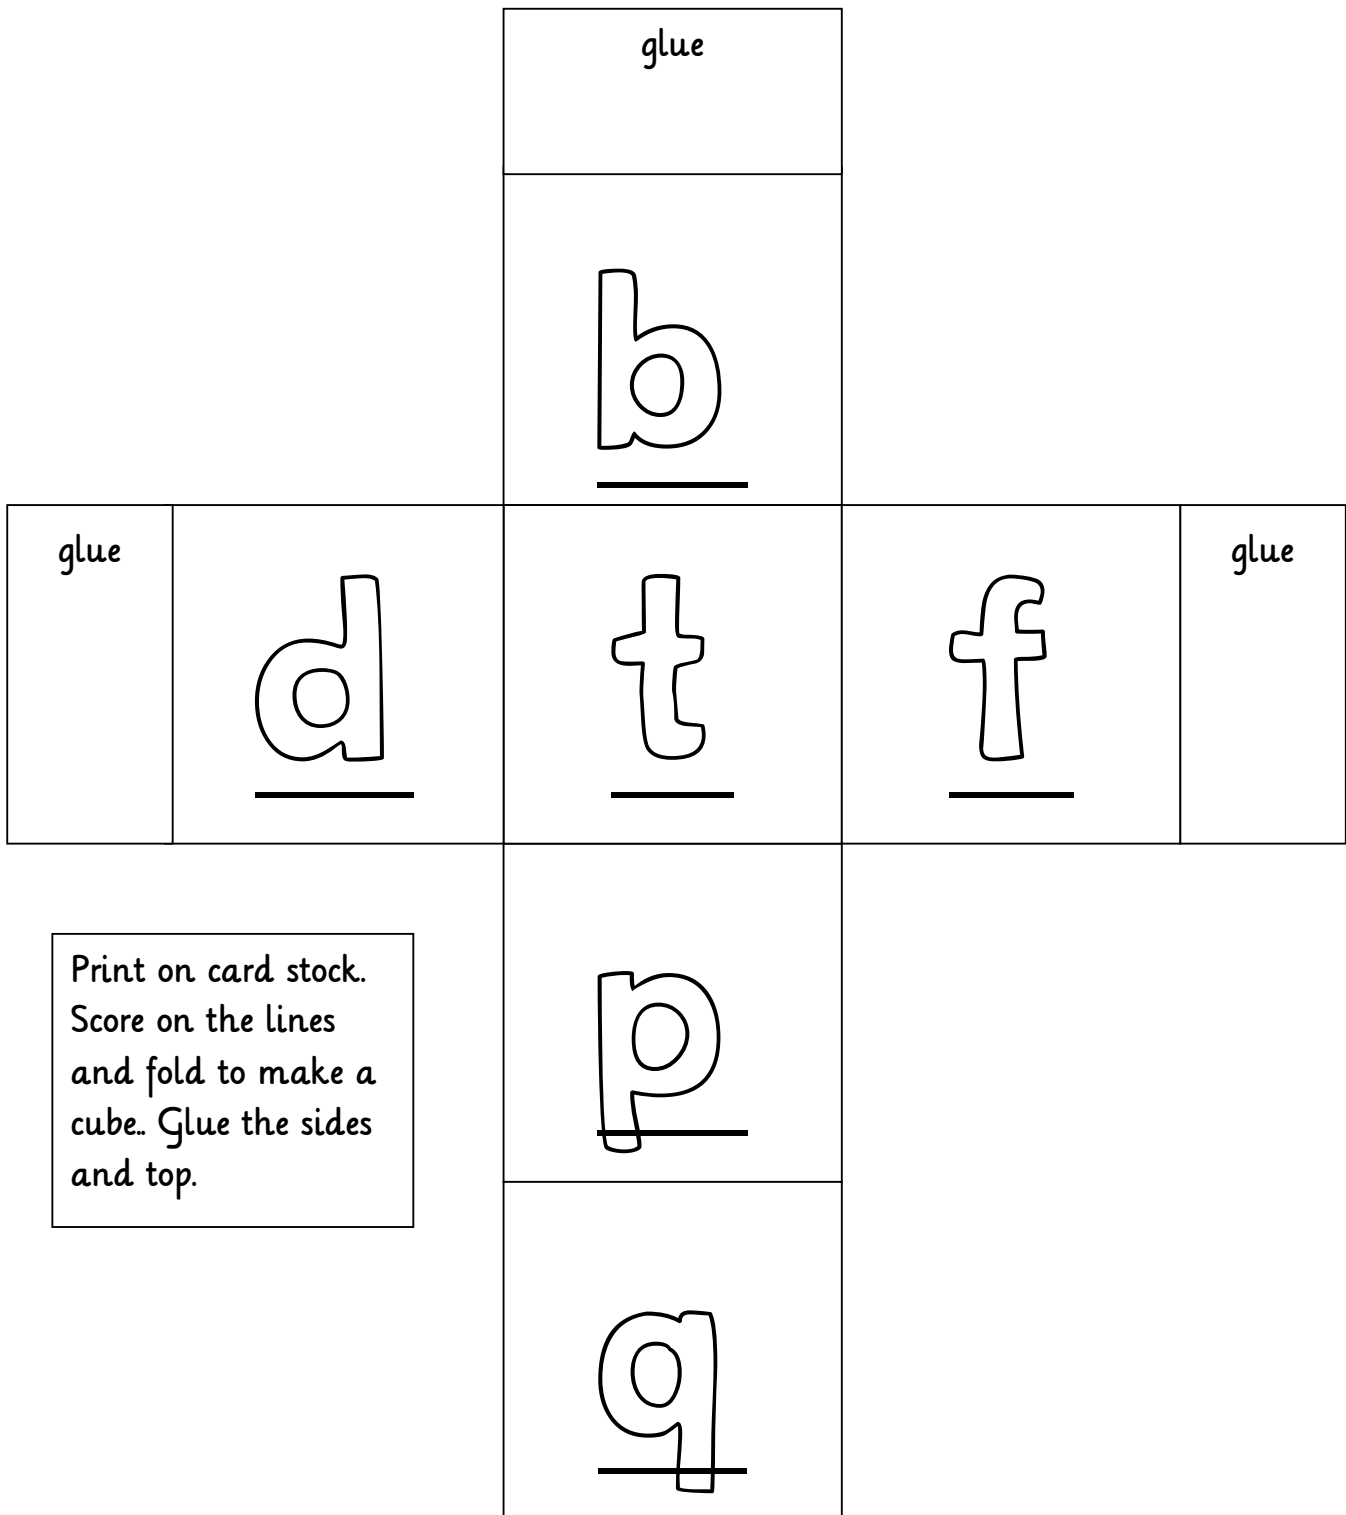 glue
b
glue
d
t
f
glue
Print on card stock.
Score on the lines
and fold to make a
cube.. Glue the sides
and top.
p
q